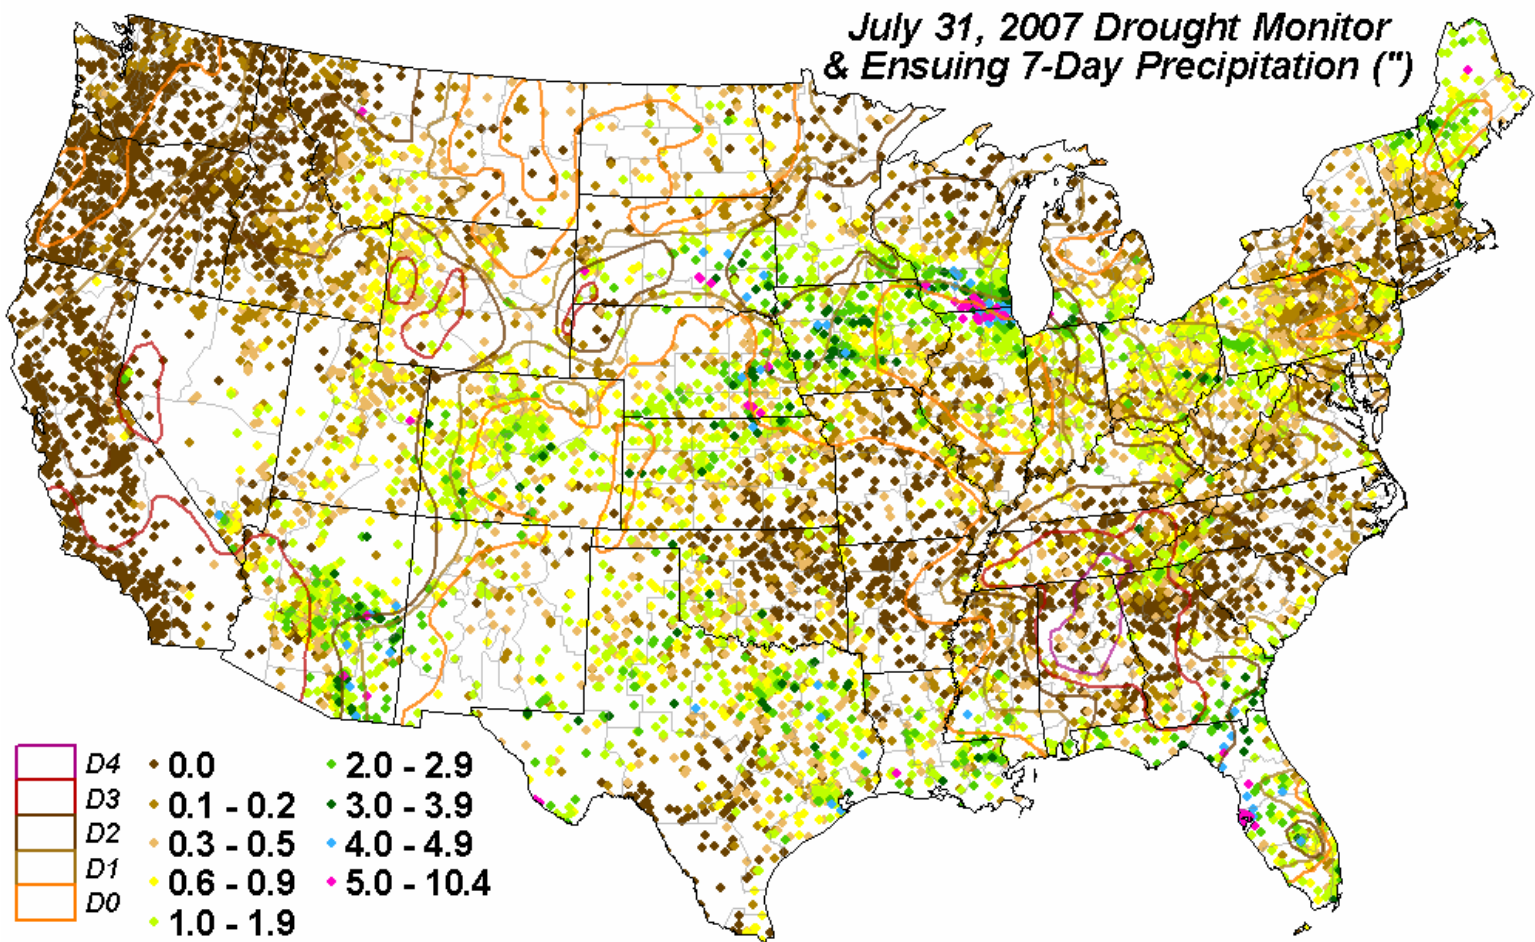 July 31, 2007 Drought Monitor
& Ensuing 7-Day Precipitation (")
D4
D3
D2
D1
D0
0.0
0.1 - 0.2
0.3 - 0.5
0.6 - 0.9
1.0 - 1.9
2.0 - 2.9
3.0 - 3.9
4.0 - 4.9
5.0 - 10.4